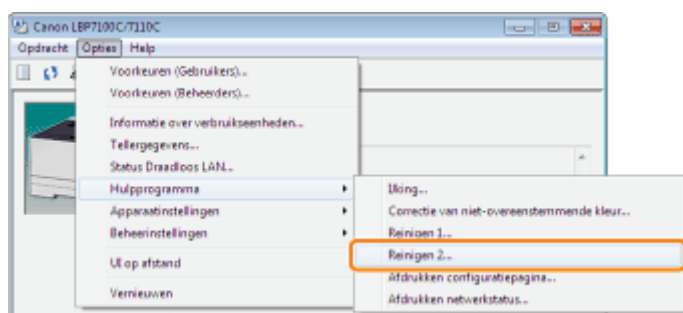 Canon LBP7100C/7110C
Opdracht Opties Help
Voorkeuren (Gebruikers)...
Voorkeuren (Beheerders)...
Informatie over verbruikseenheden...
Tellergegevens...
Status Draadloos LAN...
Hulpprogramma
Apparaatinstellingen
Beheerinstellingen
UI op afstand
Vernieuwen
IJking...
Correctie van niet-overeenstemmende kleur...
Reinigen 1...
Reinigen 2...
Afdrukken configuratiepagina...
Afdrukken netwerkstatus...